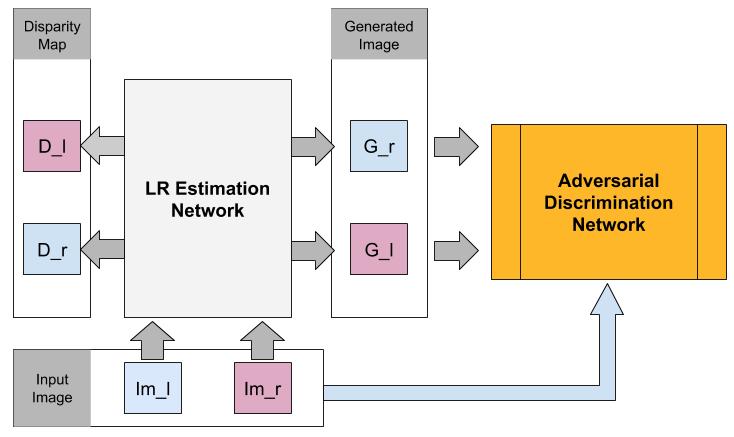 Disparity
Map
Generated
Image
D_l
G_r
LR Estimation
Network
Adversarial
Discrimination
Network
D_r
G_l
Input
Image
Im_l
Im_r